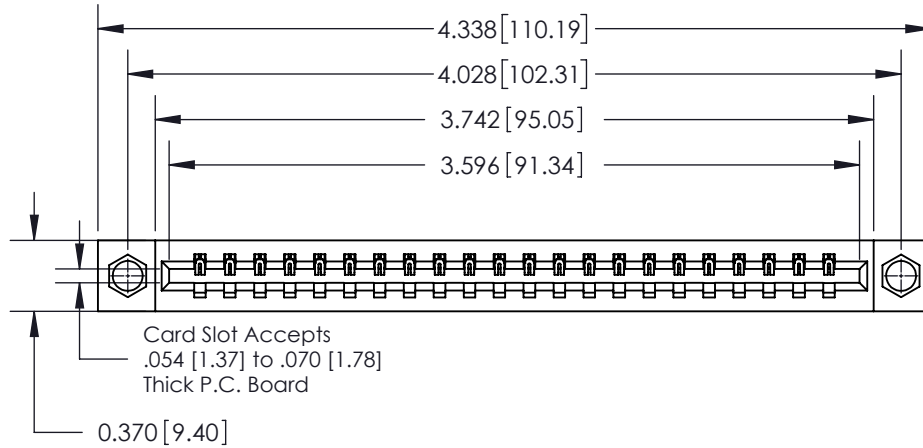 4.338[110.19]
4.028[102.31]
3.742[95.05]
3.596[91.34]
Card Slot Accepts
.054 [1.37] to .070 [1.78]
Thick P.C. Board
0.370[9.40]